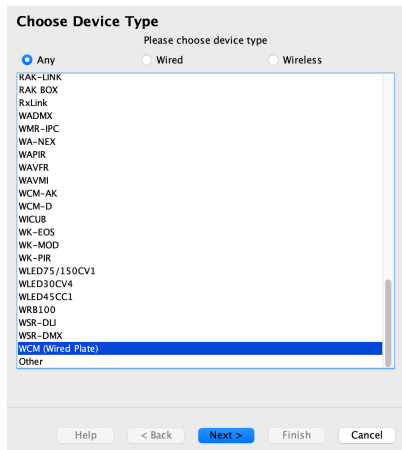 Choose Device Type
Please choose device type
Any Wired Wireless
RAK-LINK
RAK BOX
RxLink
WADMX
WMR-IPC
WA-NEX
WAPIR
WAVFR
WAVMI
WCM-AK
WCM-D
WICUB
WK-EOS
WK-MOD
WK-PIR
WLED75/150CV1
WLED30CV4
WLED45CC1
WRB100
WSR-DLI
WSR-DMX
WCM (Wired Plate)
Other
Help < Back Next > Finish Cancel